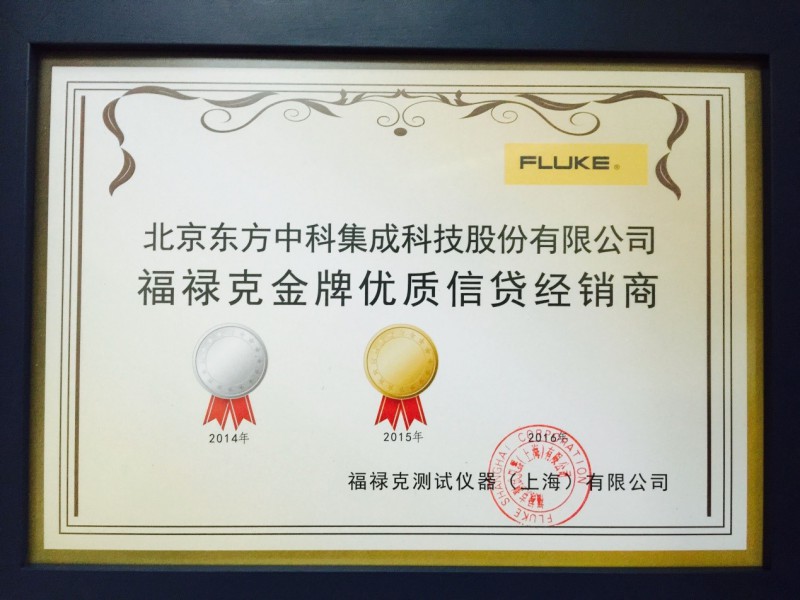 FLUKE®
北京东方中科集成科技股份有限公司
福禄克金牌优质信贷经销商
2014年 2015年 2016年
福禄克测试仪器（上海）有限公司
FLUKE SHANGHAI CORPORATION